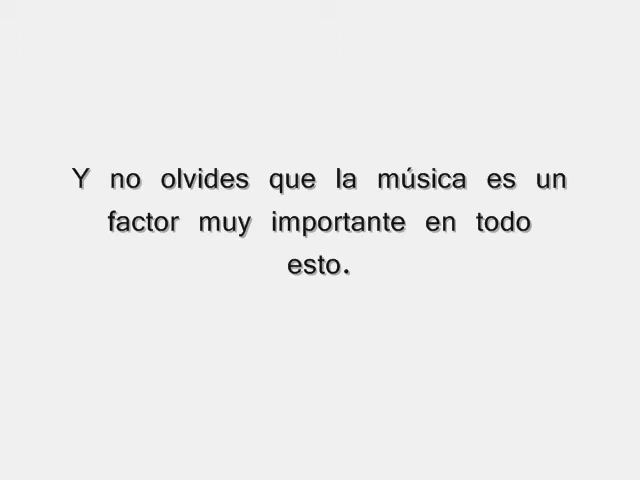 Y no olvides que la música es un
factor muy importante en todo
esto.